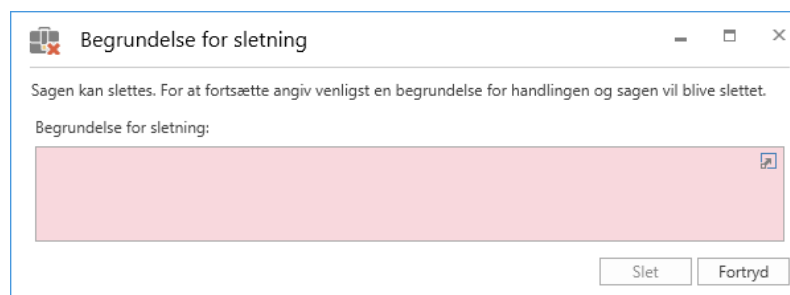 Begrundelse for sletning
Sagen kan slettes. For at fortsætte angiv venligst en begrundelse for handlingen og sagen vil blive slettet.
Begrundelse for sletning:
Slet Fortryd